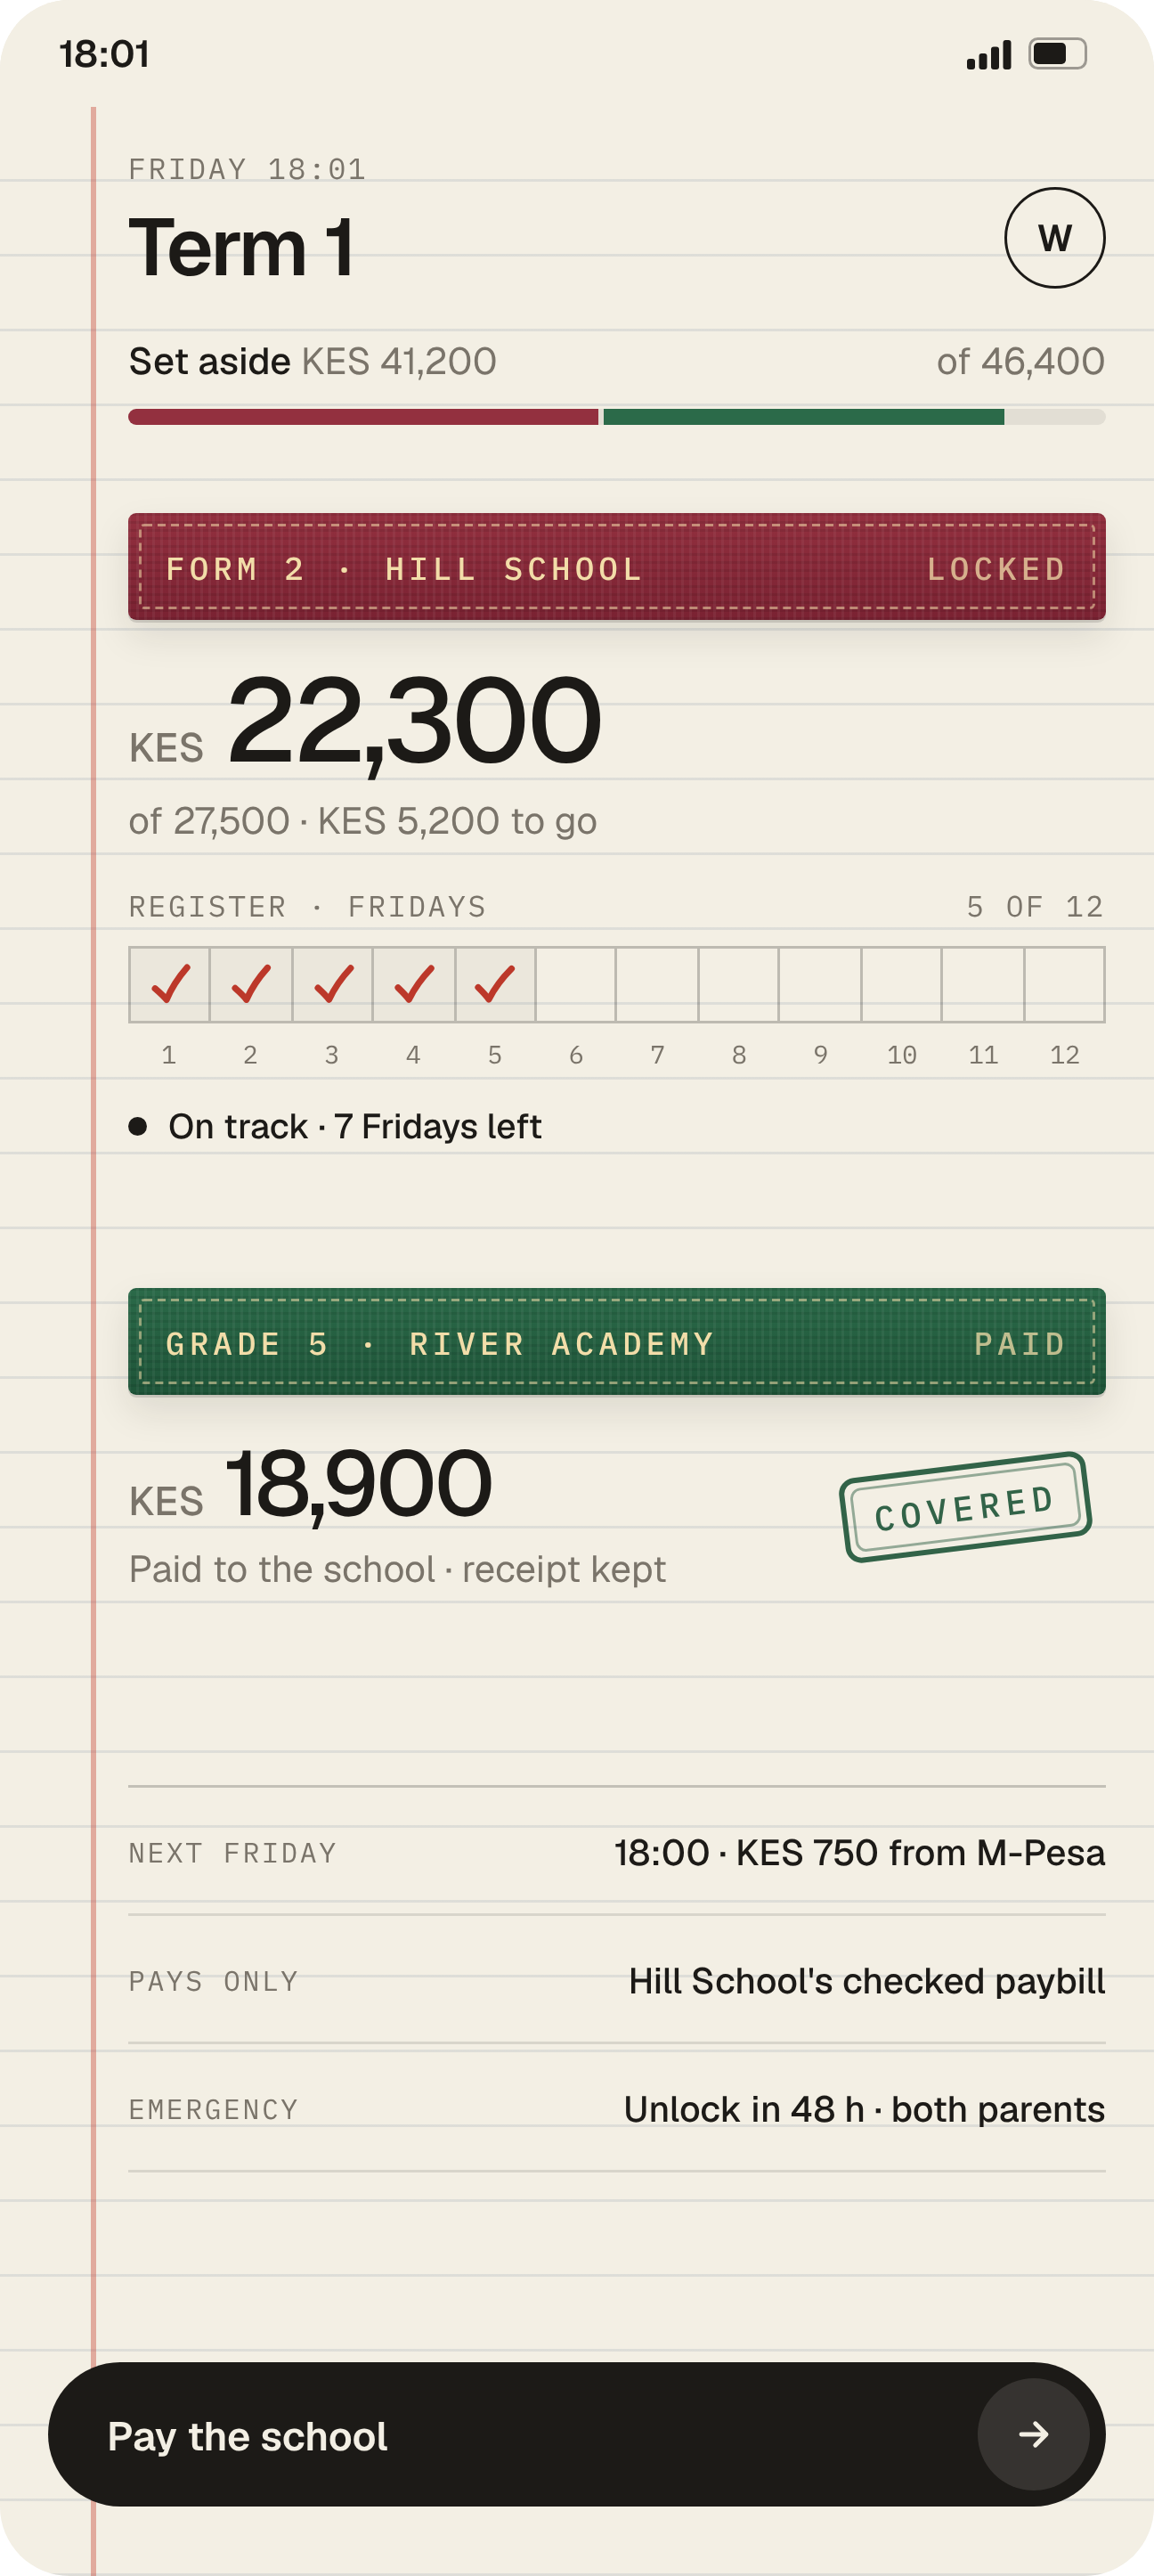 18:01
FRIDAY 18:01
Term 1
W
Set aside KES 41,200 of 46,400
FORM 2 · HILL SCHOOL LOCKED
KES 22,300
of 27,500 · KES 5,200 to go
REGISTER · FRIDAYS 5 OF 12
1 2 3 4 5 6 7 8 9 10 11 12
On track · 7 Fridays left
GRADE 5 · RIVER ACADEMY PAID
KES 18,900
COVERED
Paid to the school · receipt kept
NEXT FRIDAY 18:00 · KES 750 from M-Pesa
PAYS ONLY Hill School's checked paybill
EMERGENCY Unlock in 48 h · both parents
Pay the school